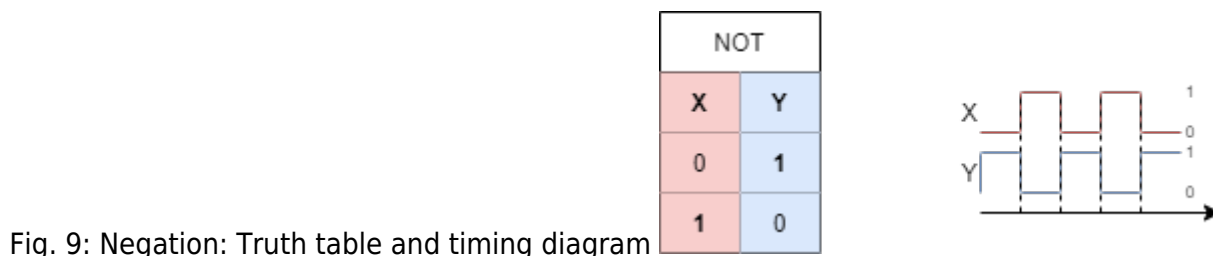 NOT
X Y
0 1
1 0
X
1
0
Y
1
0
Fig. 9: Negation: Truth table and timing diagram